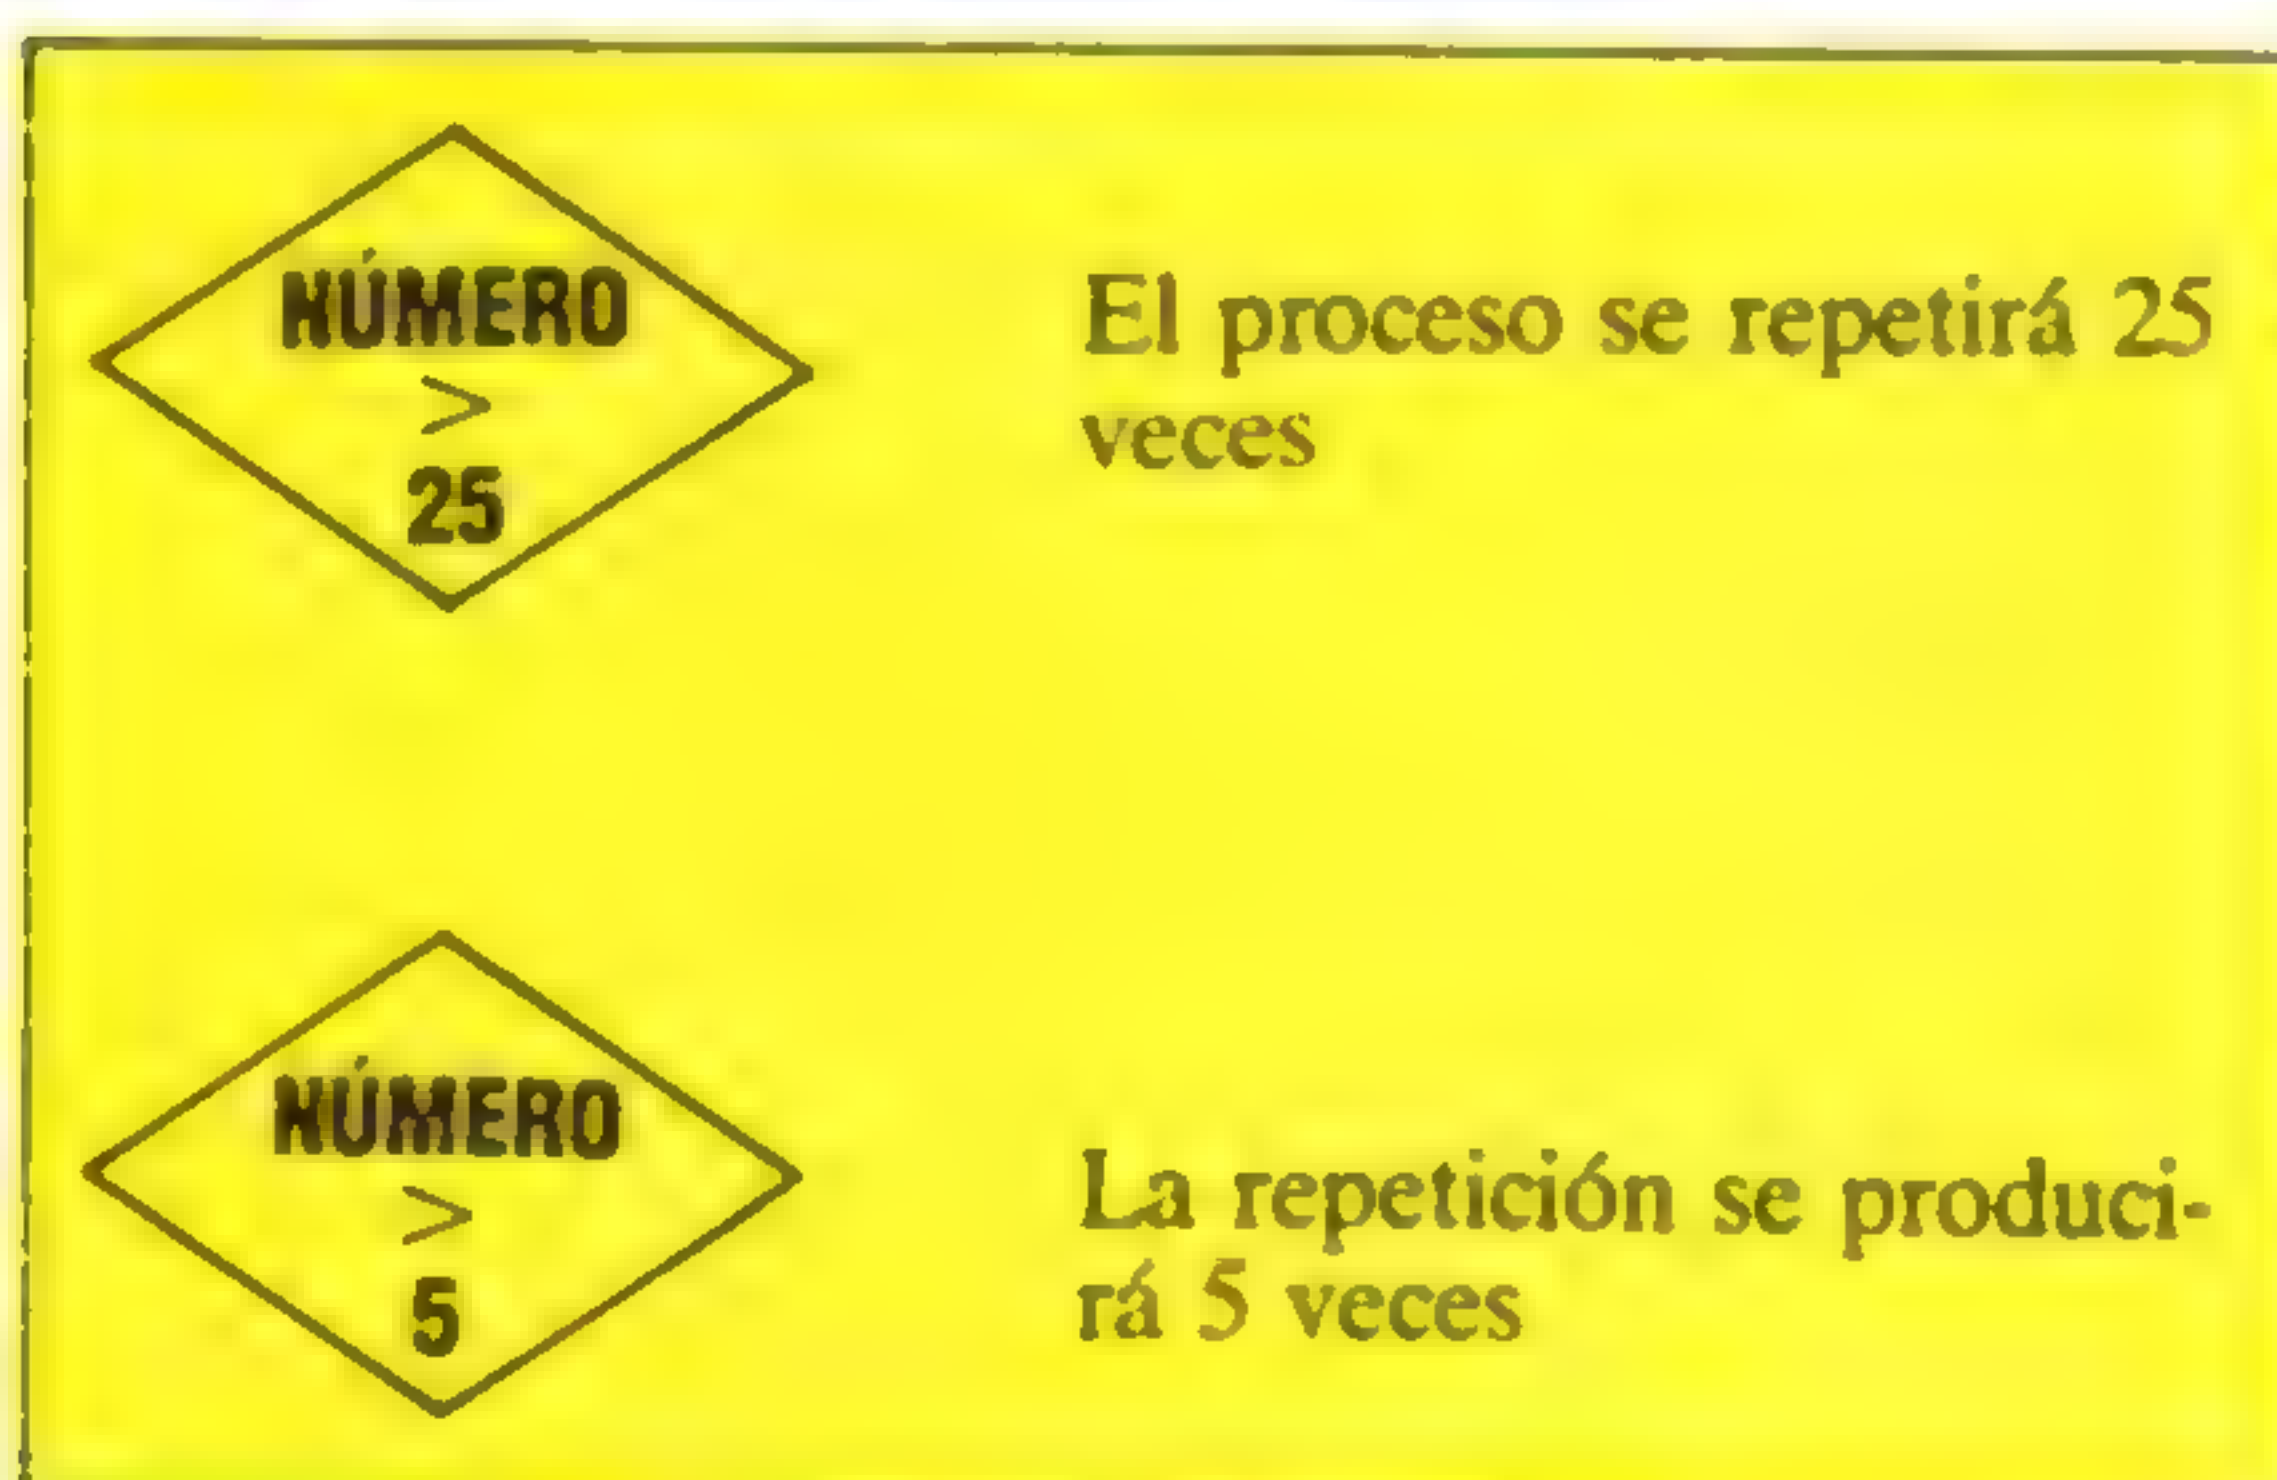 NÚMERO
>
25
El proceso se repetirá 25
veces
NÚMERO
>
5
La repetición se produci-
rá 5 veces